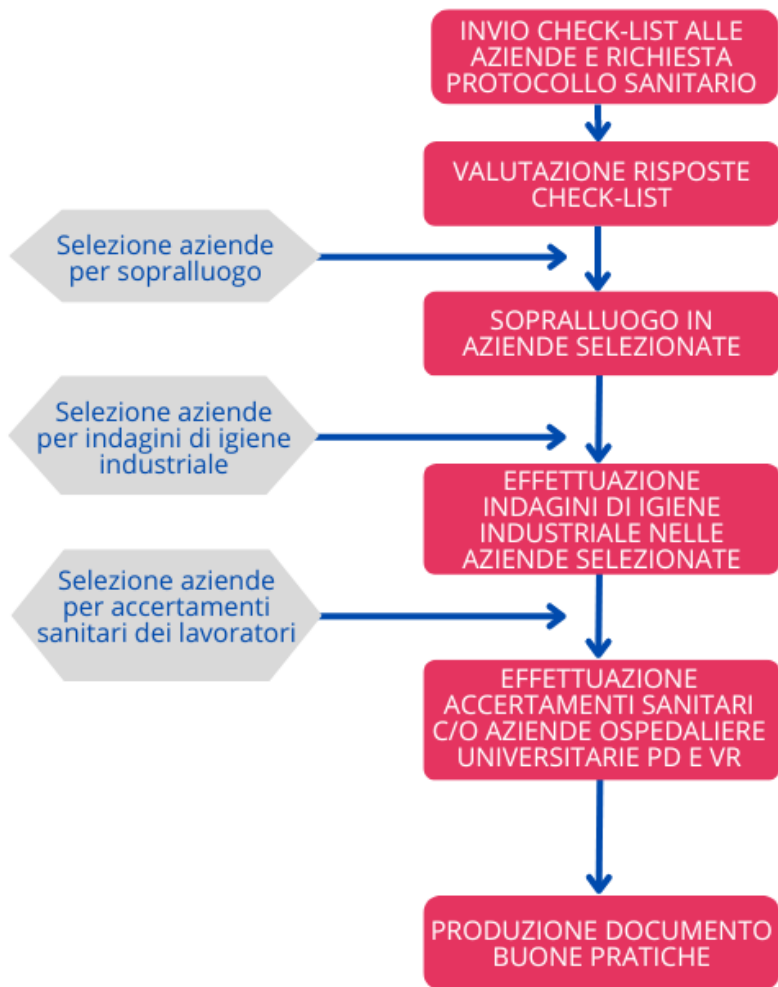 INVIO CHECK-LIST ALLE
AZIENDE E RICHIESTA
PROTOCOLLO SANITARIO
VALUTAZIONE RISPOSTE
CHECK-LIST
Selezione aziende
per sopralluogo
SOPRALLUOGO IN
AZIENDE SELEZIONATE
Selezione aziende
per indagini di igiene
industriale
EFFETTUAZIONE
INDAGINI DI IGIENE
INDUSTRIALE NELLE
AZIENDE SELEZIONATE
Selezione aziende
per accertamenti
sanitari dei lavoratori
EFFETTUAZIONE
ACCERTAMENTI SANITARI
C/O AZIENDE OSPEDALIERE
UNIVERSITARIE PD E VR
PRODUZIONE DOCUMENTO
BUONE PRATICHE